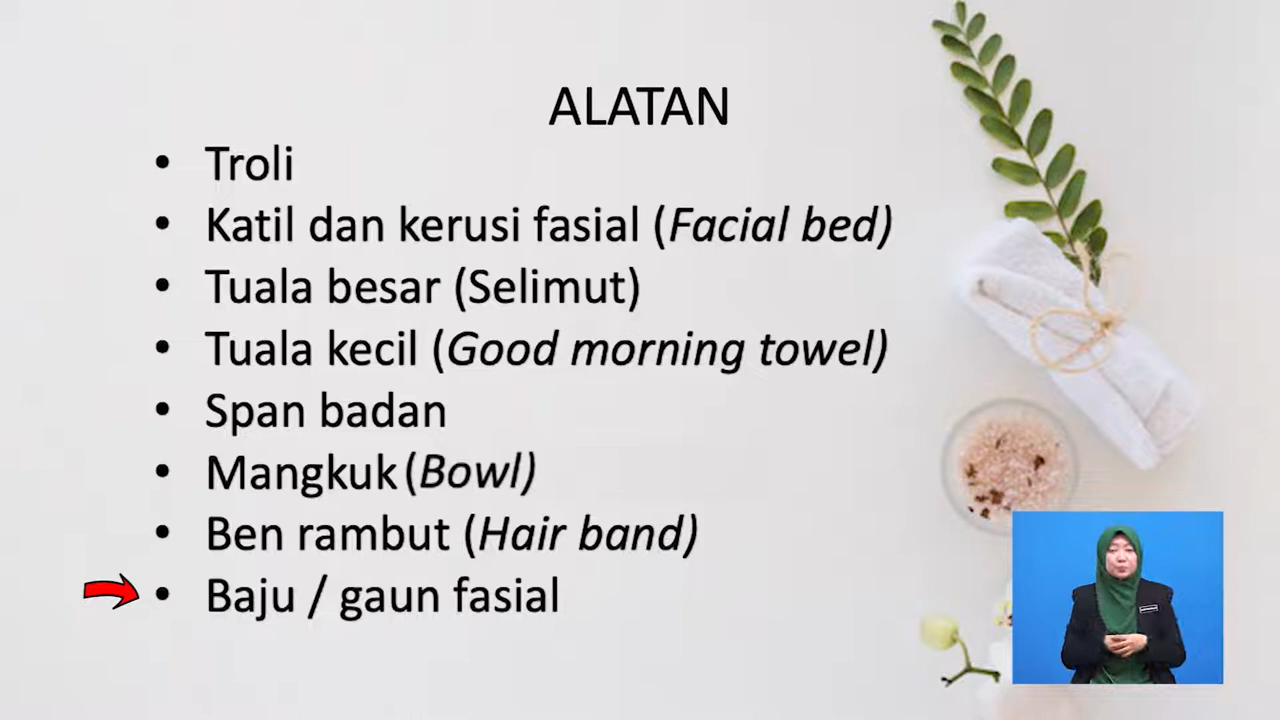 ALATAN
• Troli
• Katil dan kerusi fasial (Facial bed)
• Tuala besar (Selimut)
• Tuala kecil (Good morning towel)
• Span badan
• Mangkuk (Bowl)
• Ben rambut (Hair band)
• Baju / gaun fasial